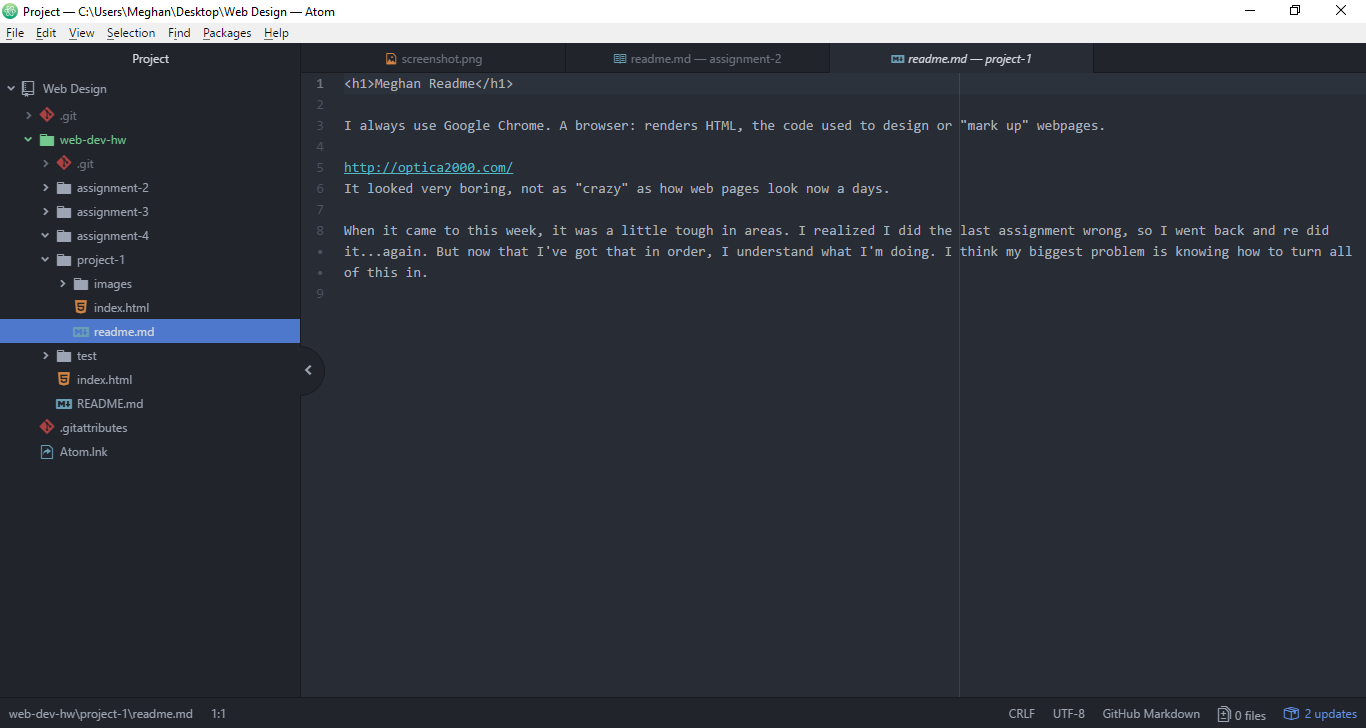 Project — C:\Users\Meghan\Desktop\Web Design — Atom
File Edit View Selection Find Packages Help
Project
Web Design
.git
web-dev-hw
.git
assignment-2
assignment-3
assignment-4
project-1
images
index.html
readme.md
test
index.html
README.md
.gitattributes
Atom.lnk
screenshot.png
readme.md — assignment-2
readme.md — project-1
1 <h1>Meghan Readme</h1>
2
3 I always use Google Chrome. A browser: renders HTML, the code used to design or "mark up" webpages.
4
5 http://optica2000.com/
6 It looked very boring, not as "crazy" as how web pages look now a days.
7
8 When it came to this week, it was a little tough in areas. I realized I did the last assignment wrong, so I went back and re did
• it...again. But now that I've got that in order, I understand what I'm doing. I think my biggest problem is knowing how to turn all
• of this in.
9
web-dev-hw\project-1\readme.md 1:1 CRLF UTF-8 GitHub Markdown 0 files 2 updates